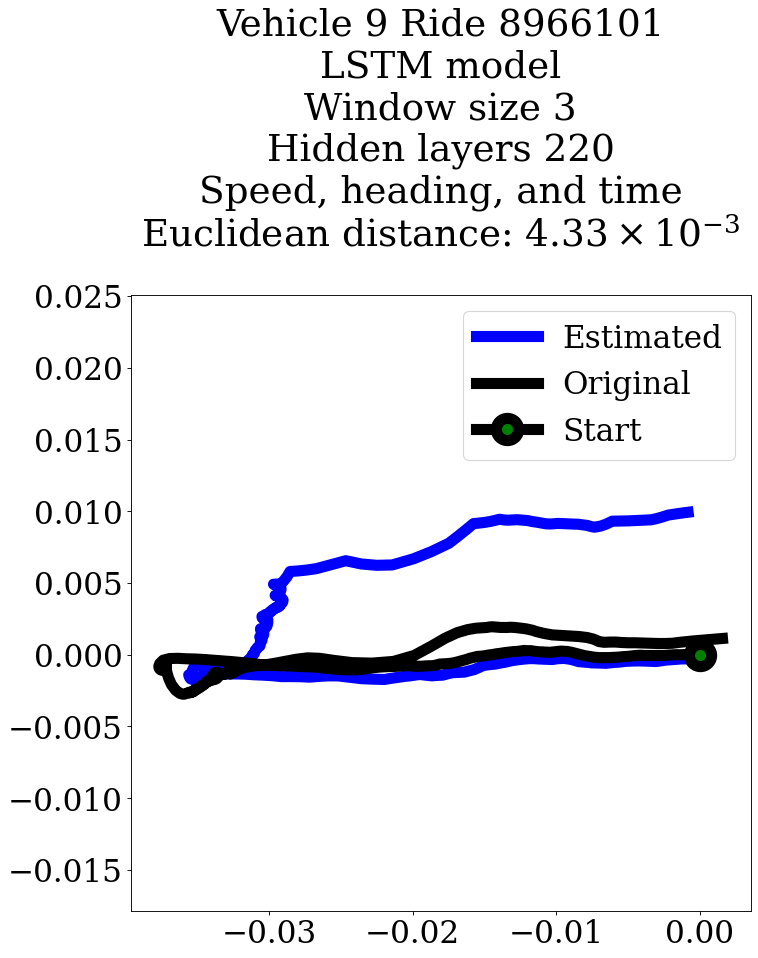 Vehicle 9 Ride 8966101
LSTM model
Window size 3
Hidden layers 220
Speed, heading, and time
Euclidean distance: 4.33 × 10⁻³
0.025
0.020
0.015
0.010
0.005
0.000
−0.005
−0.010
−0.015
Estimated
Original
Start
−0.03 −0.02 −0.01 0.00